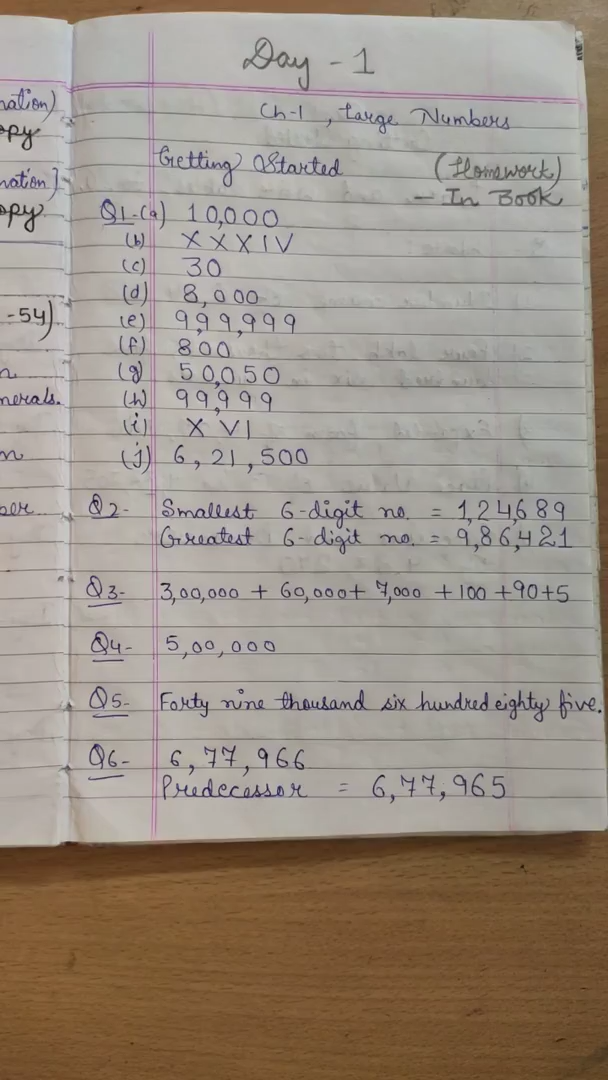 Day - 1
Ch-1, Large Numbers
Getting Started (Homework)
- In Book
Q1-(a) 10,000
(b) XXXIV
(c) 30
(d) 8,000
(e) 999,999
(f) 800
(g) 50,050
(h) 99,999
(i) XVI
(j) 6,21,500
Q2- Smallest 6-digit no. = 1,24,689
Greatest 6-digit no. = 9,86,421
Q3- 3,00,000 + 60,000 + 7,000 + 100 + 90 + 5
Q4- 5,00,000
Q5- Forty nine thousand six hundred eighty five.
Q6- 6,77,966
Predecessor = 6,77,965
-54)